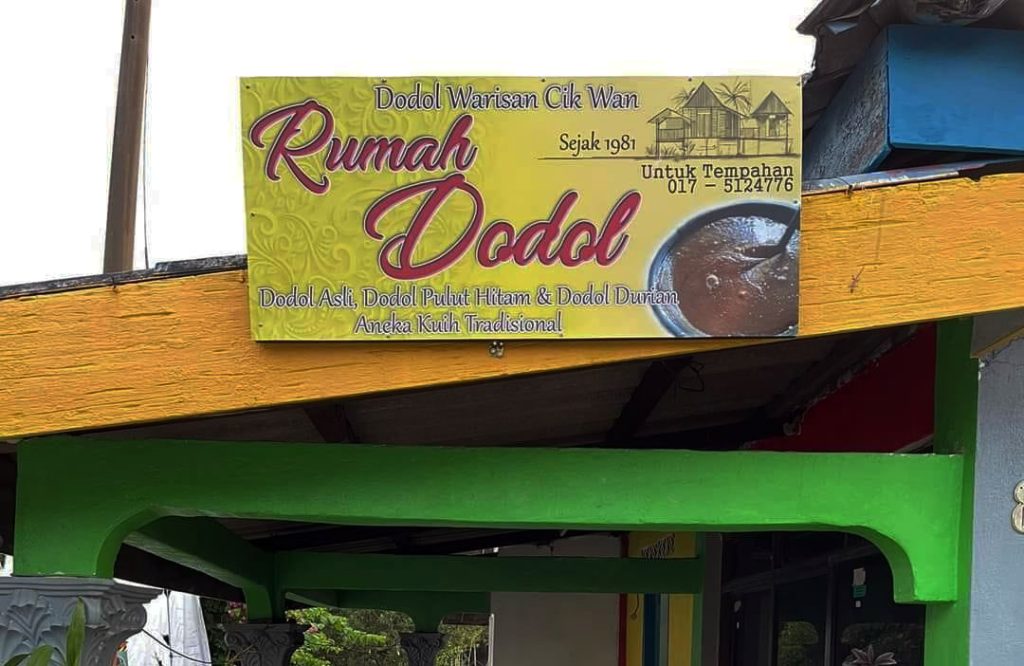 Dodol Warisan Cik Wan
Rumah
Dodol
Sejak 1981
Untuk Tempahan
017 - 5124776
Dodol Asli, Dodol Pulut Hitam & Dodol Durian
Aneka Kuih Tradisional
8